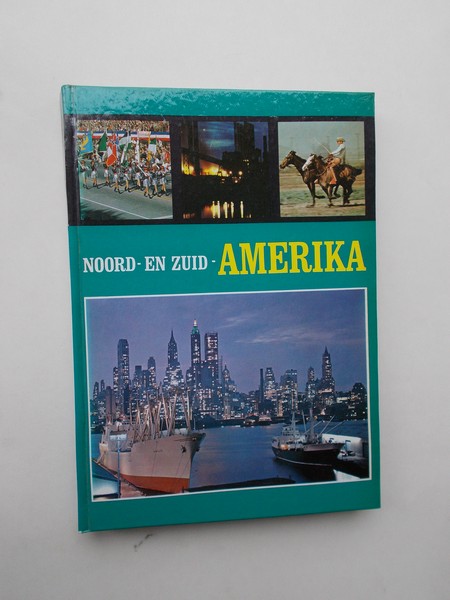 NOORD- EN ZUID - AMERIKA